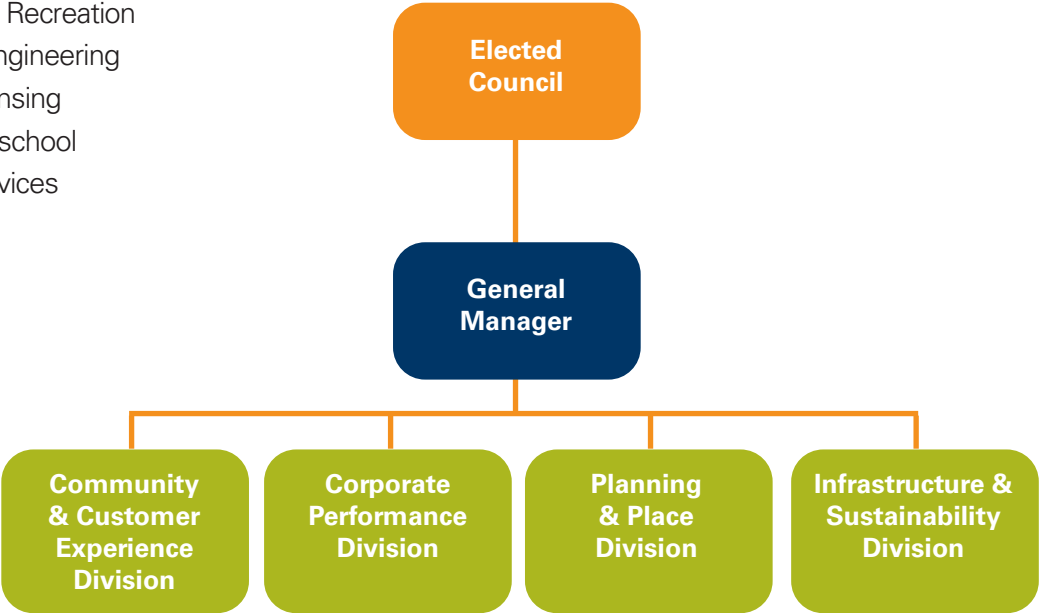 Recreation
ngineering
nsing
school
vices
Elected
Council
General
Manager
Community
& Customer
Experience
Division
Corporate
Performance
Division
Planning
& Place
Division
Infrastructure &
Sustainability
Division